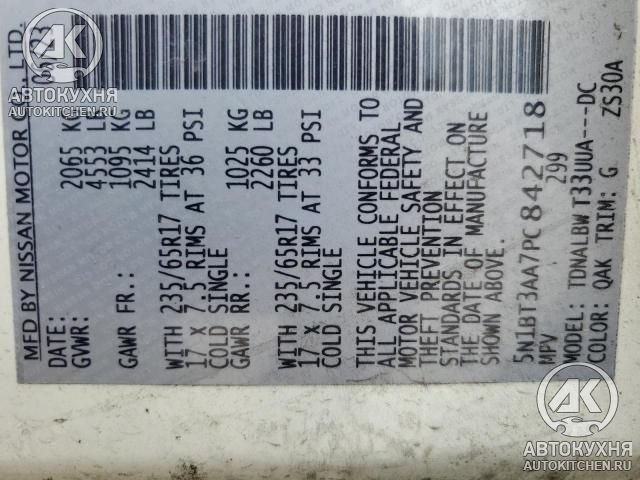 MFD BY NISSAN MOTOR CO., LTD.
DATE:
GVWR: 2065 KG
4553 LB
GAWR FR.: 1095 KG
2414 LB
WITH 235/65R17 TIRES
17 X 7.5 RIMS AT 36 PSI
COLD SINGLE
GAWR RR.: 1025 KG
2260 LB
WITH 235/65R17 TIRES
17 X 7.5 RIMS AT 33 PSI
COLD SINGLE
THIS VEHICLE CONFORMS TO
ALL APPLICABLE FEDERAL
MOTOR VEHICLE SAFETY AND
THEFT PREVENTION
STANDARDS IN EFFECT ON
THE DATE OF MANUFACTURE
SHOWN ABOVE.
5N1BT3AA7PC842718
MPV 299
MODEL: TDNALBWT33UUA---DC
COLOR: QAK TRIM: G ZS30A
АВТОКУХНЯ
AUTOKITCHEN.RU
АК
АВТОКУХНЯ
AUTOKITCHEN.RU